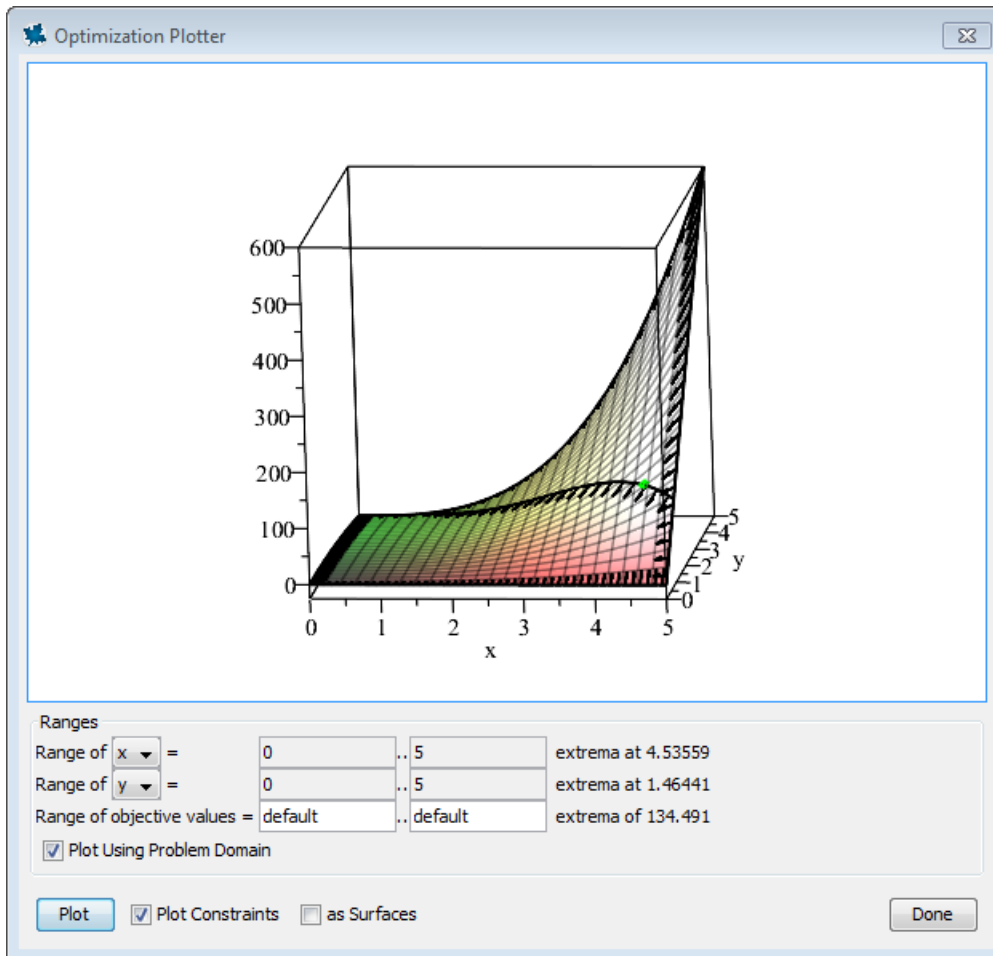 Optimization Plotter
600
500
400
300
200
100
0
0 1 2 3 4 5
x
0 1 2 3 4 5
y
Ranges
Range of x = 0 .. 5 extrema at 4.53559
Range of y = 0 .. 5 extrema at 1.46441
Range of objective values = default .. default extrema of 134.491
Plot Using Problem Domain
Plot Plot Constraints as Surfaces Done